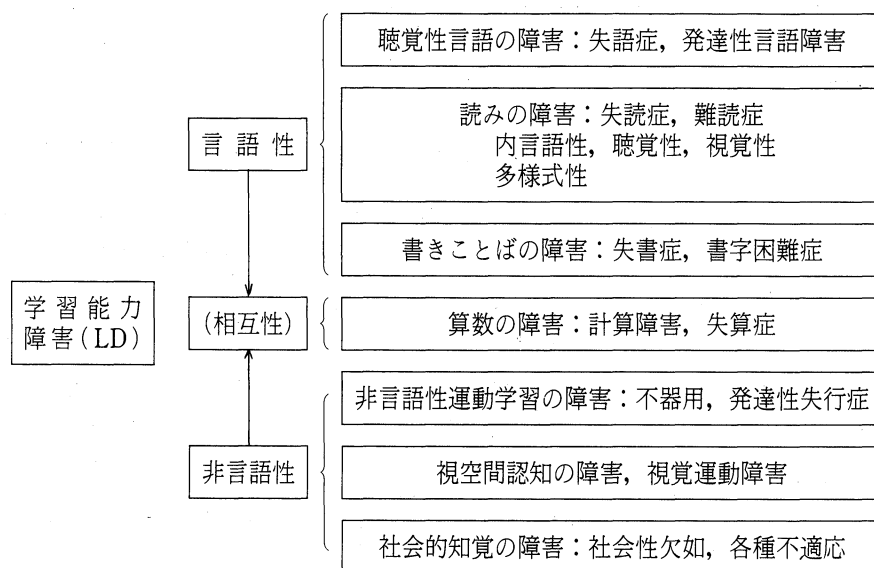 聴覚性言語の障害：失語症，発達性言語障害
読みの障害：失読症，難読症
内言語性，聴覚性，視覚性
多様式性
言語性
書きことばの障害：失書症，書字困難症
学習能力
障害(LD)
(相互性)
算数の障害：計算障害，失算症
非言語性運動学習の障害：不器用，発達性失行症
非言語性
視空間認知の障害，視覚運動障害
社会的知覚の障害：社会性欠如，各種不適応